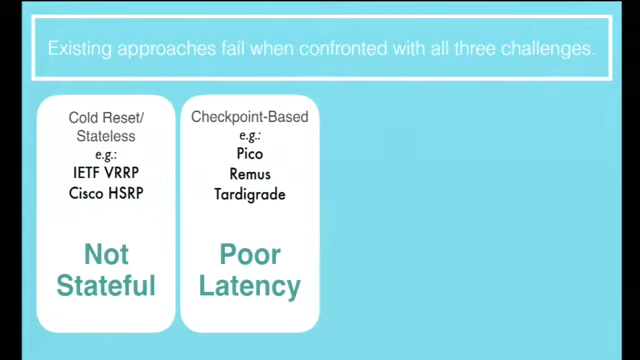 Existing approaches fail when confronted with all three challenges.
Cold Reset/
Stateless
e.g.:
IETF VRRP
Cisco HSRP
Not
Stateful
Checkpoint-Based
e.g.:
Pico
Remus
Tardigrade
Poor
Latency